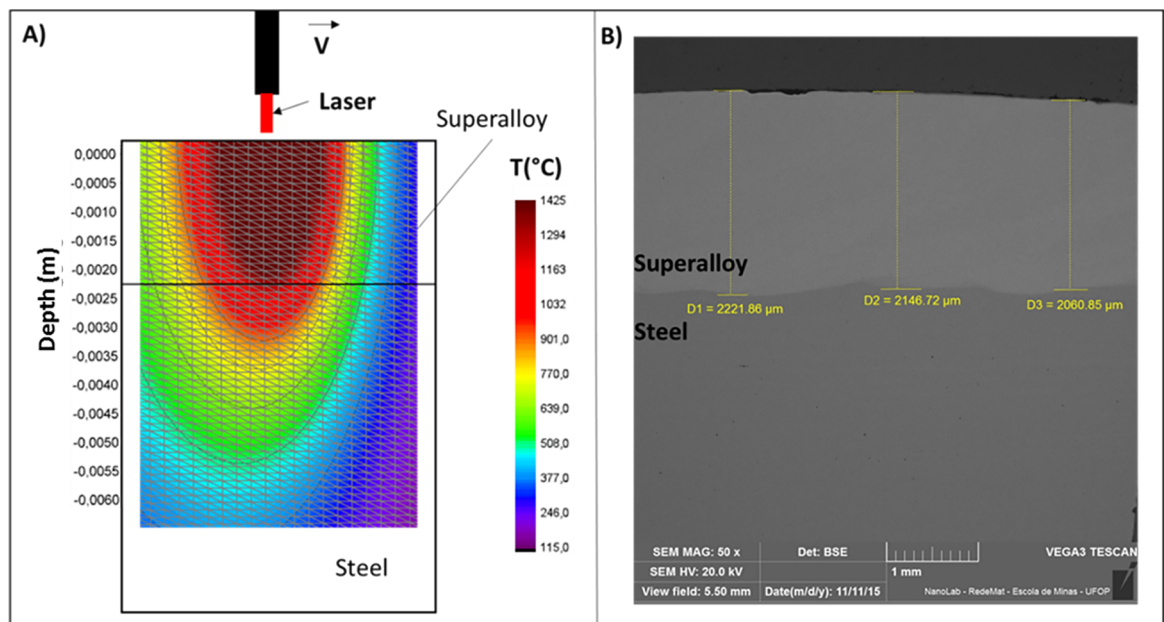 A)
V
Laser
Superalloy
T(°C)
Depth (m)
0,0000
-0,0005
-0,0010
-0,0015
-0,0020
-0,0025
-0,0030
-0,0035
-0,0040
-0,0045
-0,0050
-0,0055
-0,0060
1425
1294
1163
1032
901,0
770,0
639,0
508,0
377,0
246,0
115,0
Steel
B)
Superalloy
D1 = 2221.86 µm
D2 = 2146.72 µm
D3 = 2060.85 µm
Steel
SEM MAG: 50 x
Det: BSE
VEGA3 TESCAN
SEM HV: 20.0 kV
1 mm
View field: 5.50 mm
Date(m/d/y): 11/11/15
NanoLab - RedeMat - Escola de Minas - UFOP